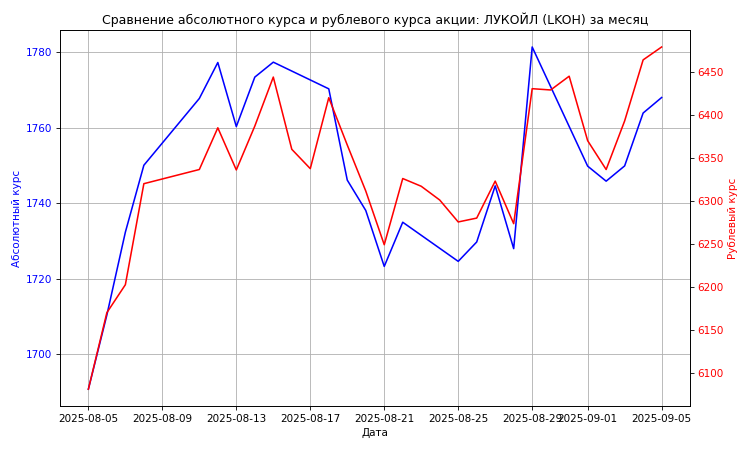 Сравнение абсолютного курса и рублевого курса акции: ЛУКОЙЛ (LKOH) за месяц
1780
1760
1740
1720
1700
Абсолютный курс
6450
6400
6350
6300
6250
6200
6150
6100
Рублевый курс
2025-08-05 2025-08-09 2025-08-13 2025-08-17 2025-08-21 2025-08-25 2025-08-29 2025-09-01 2025-09-05
Дата